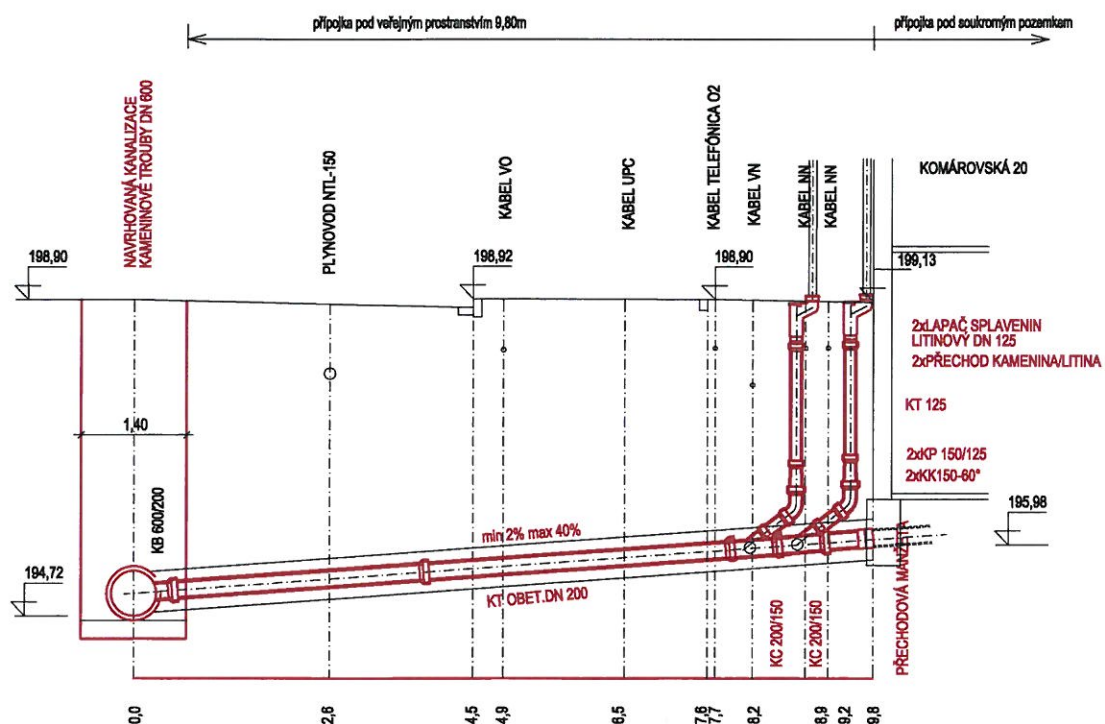 přípojka pod veřejným prostranstvím 9,80m
přípojka pod soukromým pozemkem
NAVRHOVANÁ KANALIZACE
KAMENINOVÉ TROUBY DN 600
PLYNOVOD NTL-150
KABEL VO
KABEL UPC
KABEL TELEFÓNICA O2
KABEL VN
KABEL NN
KABEL NN
KOMÁROVSKÁ 20
198,90
198,92
198,90
199,13
2xLAPAČ SPLAVENIN
LITINOVÝ DN 125
2xPŘECHOD KAMENINA/LITINA
KT 125
1,40
2xKP 150/125
2xKK150-60°
KB 600/200
195,98
min 2% max 40%
194,72
KT OBET.DN 200
KC 200/150
KC 200/150
PŘECHODOVÁ MANŽETA
0,0
2,6
4,5
4,9
6,5
7,6
7,7
8,2
8,9
9,2
9,8